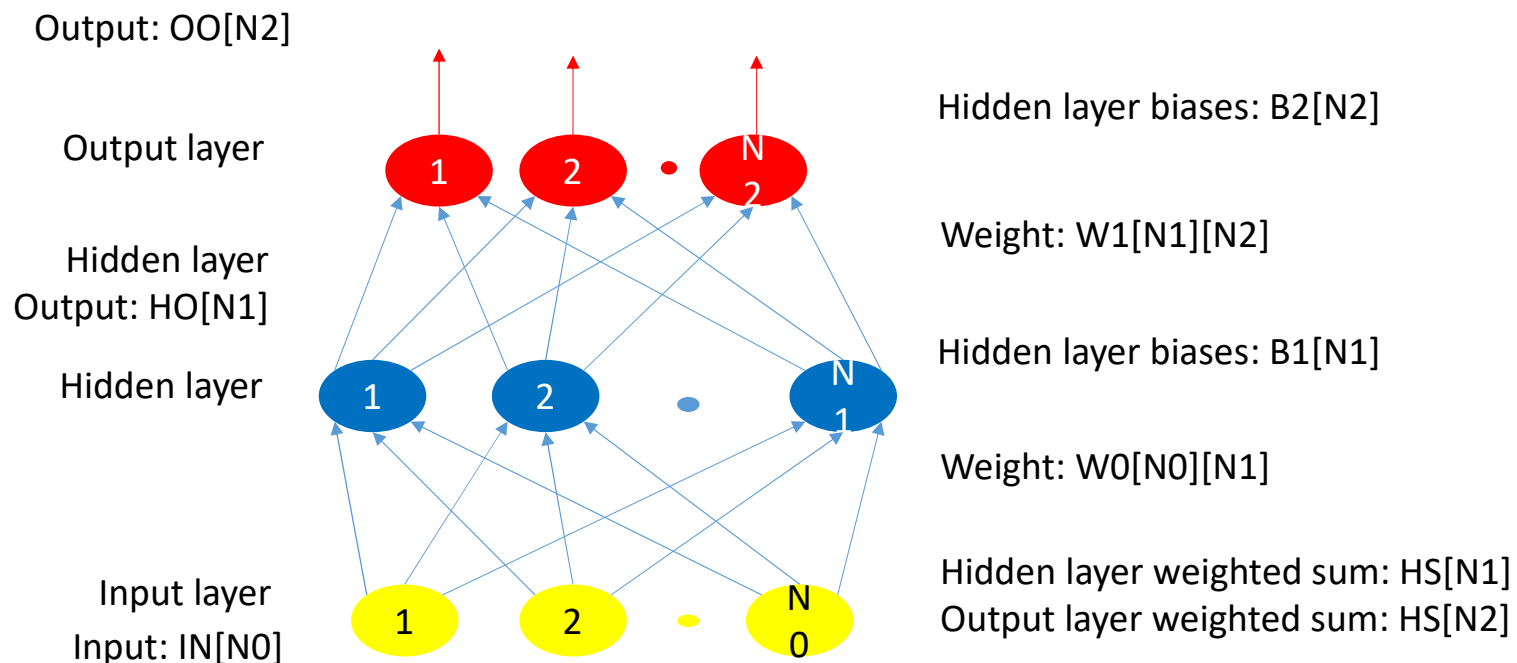 Output: OO[N2]
Hidden layer biases: B2[N2]
Output layer
1
2
N
2
Weight: W1[N1][N2]
Hidden layer
Output: HO[N1]
Hidden layer biases: B1[N1]
Hidden layer
1
2
N
1
Weight: W0[N0][N1]
Input layer
Input: IN[N0]
1
2
N
0
Hidden layer weighted sum: HS[N1]
Output layer weighted sum: HS[N2]